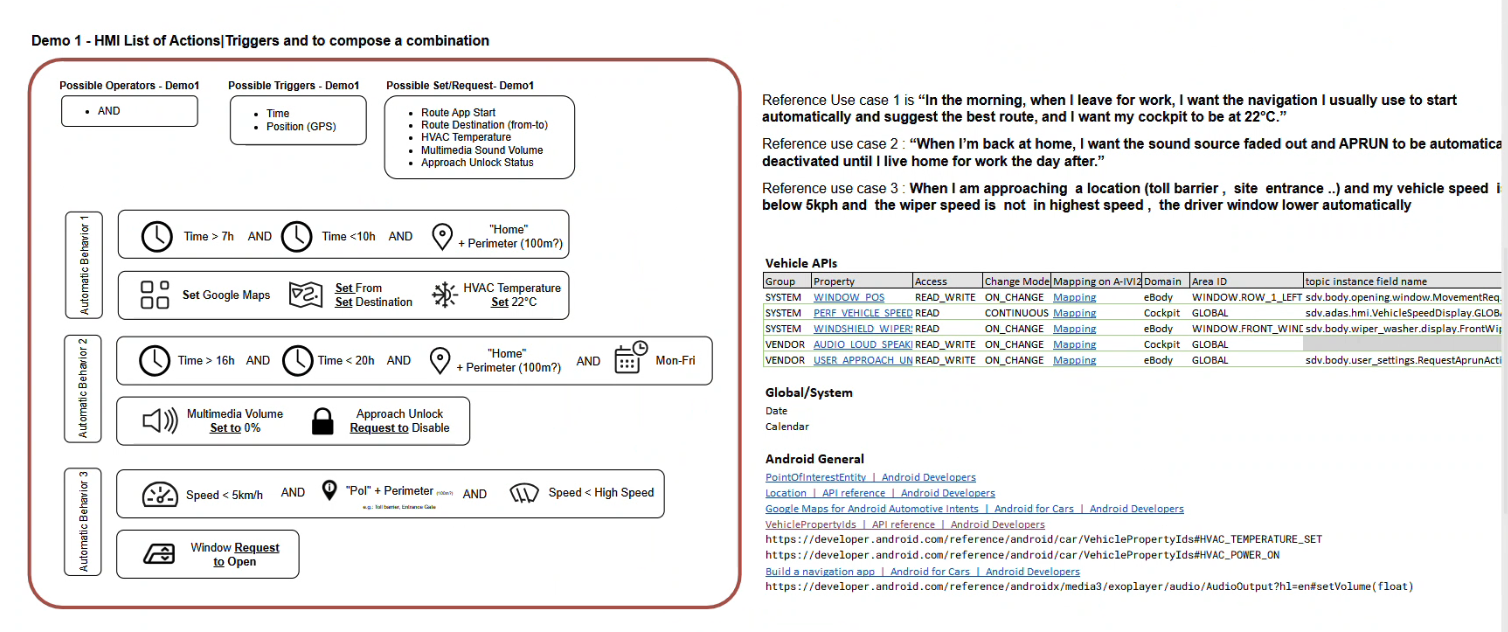 Demo 1 - HMI List of Actions|Triggers and to compose a combination
Possible Operators - Demo1
• AND
Possible Triggers - Demo1
• Time
• Position (GPS)
Possible Set/Request- Demo1
• Route App Start
• Route Destination (from-to)
• HVAC Temperature
• Multimedia Sound Volume
• Approach Unlock Status
Automatic Behavior 1
Time > 7h AND Time <10h AND "Home"
+ Perimeter (100m?)
Set Google Maps
Set From
Set Destination
HVAC Temperature
Set 22°C
Automatic Behavior 2
Time > 16h AND Time < 20h AND "Home"
+ Perimeter (100m?)
AND Mon-Fri
Multimedia Volume
Set to 0%
Approach Unlock
Request to Disable
Automatic Behavior 3
Speed < 5km/h AND "PoI" + Perimeter (100m?) AND Speed < High Speed
e.g.: toll barrier, Entrance Gate
Window Request
to Open
Reference Use case 1 is “In the morning, when I leave for work, I want the navigation I usually use to start
automatically and suggest the best route, and I want my cockpit to be at 22°C.”
Reference use case 2 : “When I’m back at home, I want the sound source faded out and APRUN to be automatica
deactivated until I live home for work the day after.”
Reference use case 3 : When I am approaching a location (toll barrier , site entrance ..) and my vehicle speed is
below 5kph and the wiper speed is not in highest speed , the driver window lower automatically
Vehicle APIs
Group Property Access Change Mode Mapping on A-IVI2 Domain Area ID topic instance field name
SYSTEM WINDOW_POS READ_WRITE ON_CHANGE Mapping eBody WINDOW.ROW_1_LEFT sdv.body.opening.window.MovementReq.
SYSTEM PERF_VEHICLE_SPEED READ CONTINUOUS Mapping Cockpit GLOBAL sdv.adas.hmi.VehicleSpeedDisplay.GLOBA
SYSTEM WINDSHIELD_WIPERS READ ON_CHANGE Mapping eBody WINDOW.FRONT_WIND sdv.body.wiper_washer.display.FrontWip
VENDOR AUDIO_LOUD_SPEAK READ_WRITE ON_CHANGE Mapping Cockpit GLOBAL
VENDOR USER_APPROACH_UN READ_WRITE ON_CHANGE Mapping eBody GLOBAL sdv.body.user_settings.RequestAprunActi
Global/System
Date
Calendar
Android General
PointOfInterestEntity | Android Developers
Location | API reference | Android Developers
Google Maps for Android Automotive Intents | Android for Cars | Android Developers
VehiclePropertyIds | API reference | Android Developers
https://developer.android.com/reference/android/car/VehiclePropertyIds#HVAC_TEMPERATURE_SET
https://developer.android.com/reference/android/car/VehiclePropertyIds#HVAC_POWER_ON
Build a navigation app | Android for Cars | Android Developers
https://developer.android.com/reference/androidx/media3/exoplayer/audio/AudioOutput?hl=en#setVolume(float)